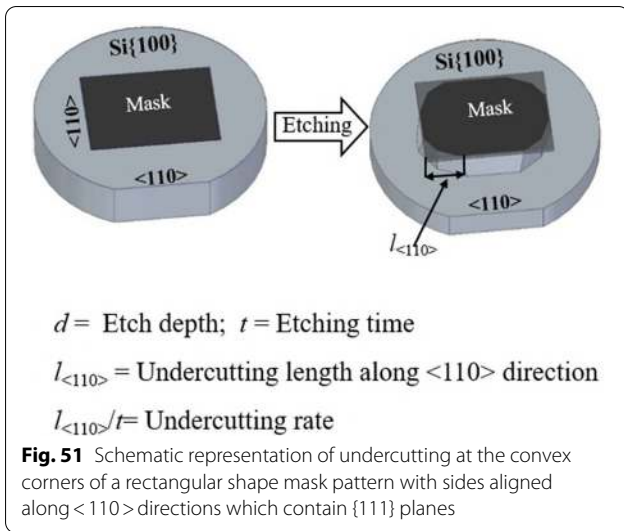 Si{100}
Mask
<110>
<110>
Etching
Si{100}
Mask
<110>
l<110>
d = Etch depth; t = Etching time
l<110> = Undercutting length along <110> direction
l<110>/t= Undercutting rate
Fig. 51 Schematic representation of undercutting at the convex
corners of a rectangular shape mask pattern with sides aligned
along < 110 > directions which contain {111} planes